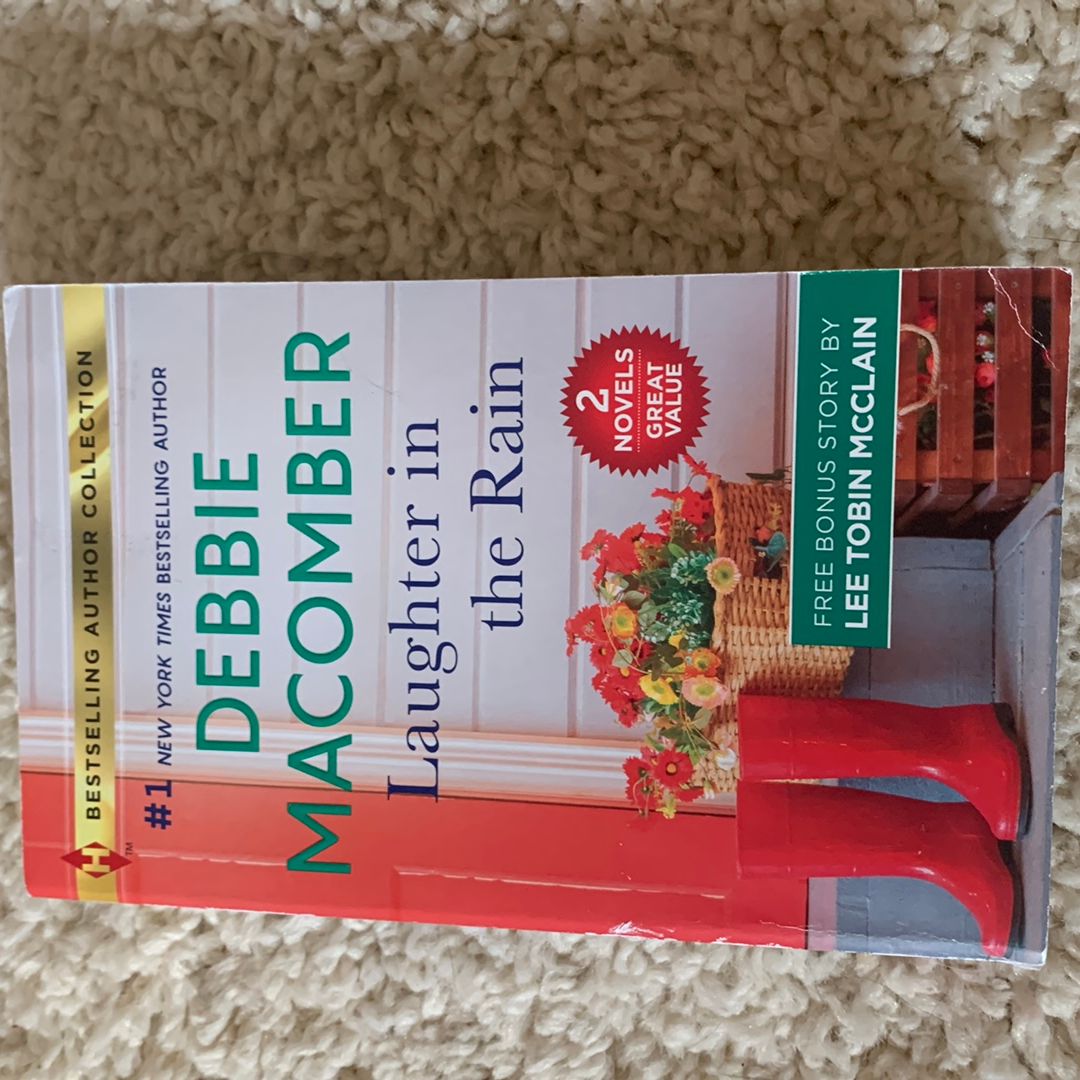 BESTSELLING AUTHOR COLLECTION
H
TM
#1 NEW YORK TIMES BESTSELLING AUTHOR
DEBBIE
MACOMBER
Laughter in
the Rain
2
NOVELS
GREAT
VALUE
FREE BONUS STORY BY
LEE TOBIN MCCLAIN